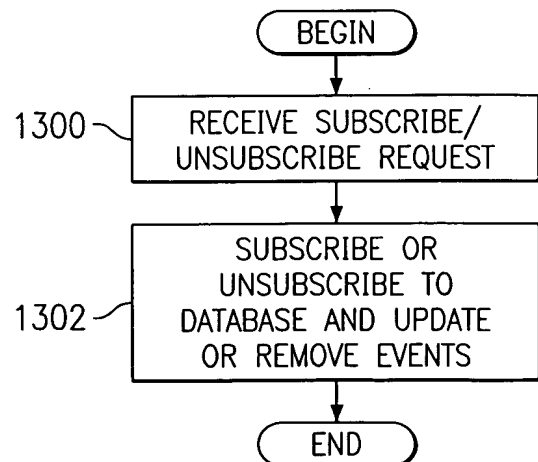 BEGIN
1300
RECEIVE SUBSCRIBE/
UNSUBSCRIBE REQUEST
1302
SUBSCRIBE OR
UNSUBSCRIBE TO
DATABASE AND UPDATE
OR REMOVE EVENTS
END